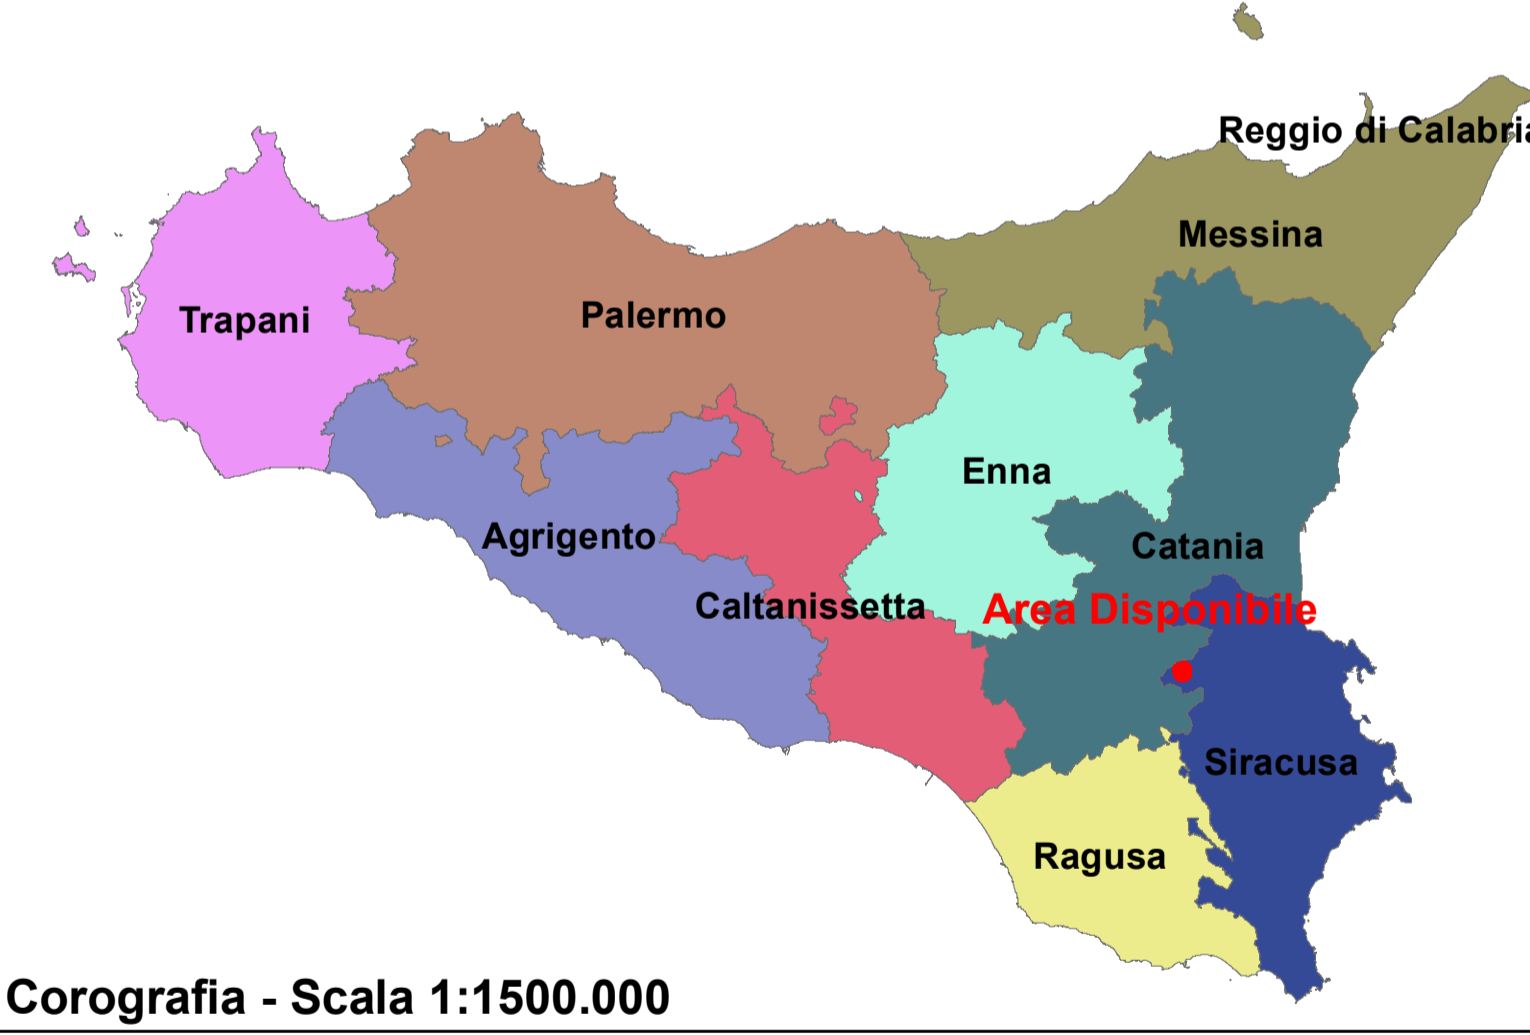 Reggio di Calabria
Messina
Trapani
Palermo
Enna
Agrigento
Catania
Caltanissetta
Area Disponibile
Siracusa
Ragusa
Corografia - Scala 1:1500.000